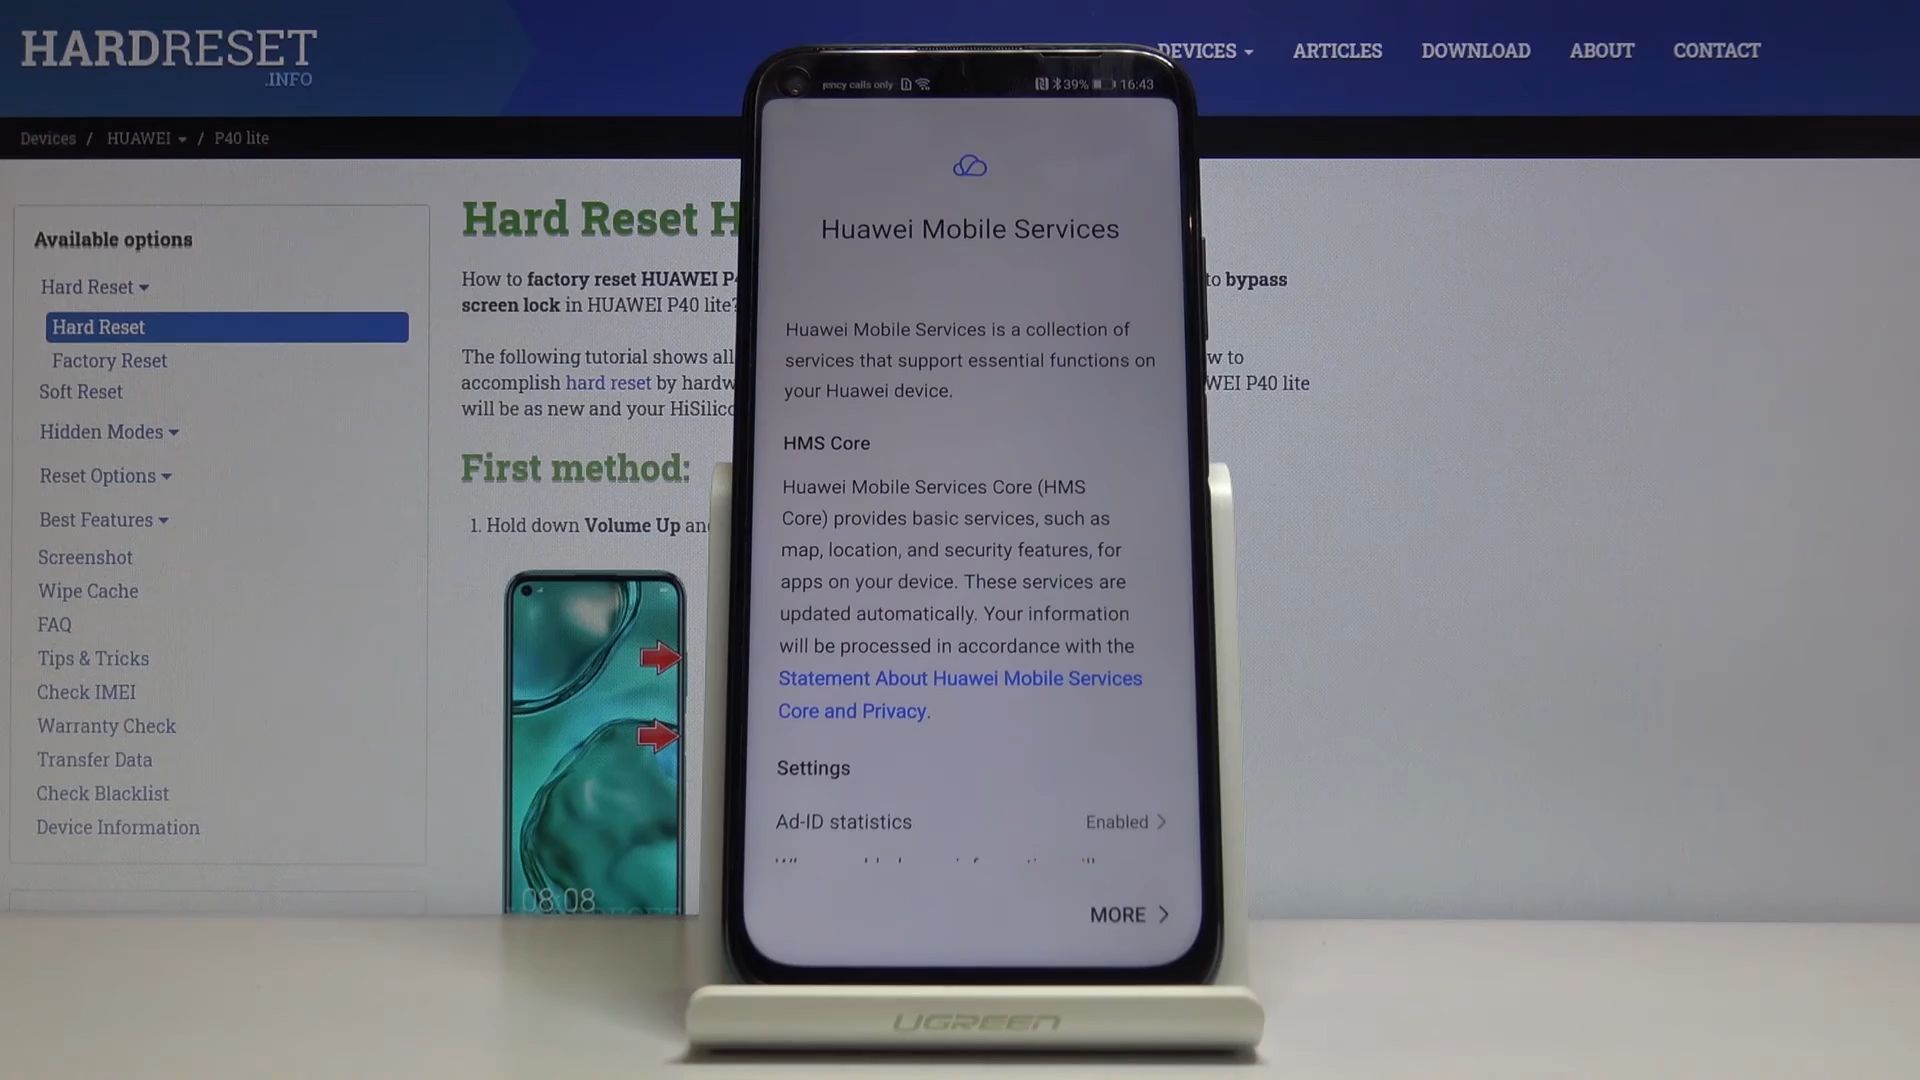 HARDRESET
.INFO
DEVICES
ARTICLES
DOWNLOAD
ABOUT
CONTACT
Devices / HUAWEI / P40 lite
Available options
Hard Reset
Hard Reset
Factory Reset
Soft Reset
Hidden Modes
Reset Options
Best Features
Screenshot
Wipe Cache
FAQ
Tips & Tricks
Check IMEI
Warranty Check
Transfer Data
Check Blacklist
Device Information
Hard Reset H
How to factory reset HUAWEI P4
to bypass
screen lock in HUAWEI P40 lite?
The following tutorial shows all
w to
accomplish hard reset by hardw
WEI P40 lite
will be as new and your HiSilico
First method:
1. Hold down Volume Up and
08:08
ency calls only
39%
16:43
Huawei Mobile Services
Huawei Mobile Services is a collection of
services that support essential functions on
your Huawei device.
HMS Core
Huawei Mobile Services Core (HMS
Core) provides basic services, such as
map, location, and security features, for
apps on your device. These services are
updated automatically. Your information
will be processed in accordance with the
Statement About Huawei Mobile Services
Core and Privacy.
Settings
Ad-ID statistics
Enabled
MORE
UGREEN